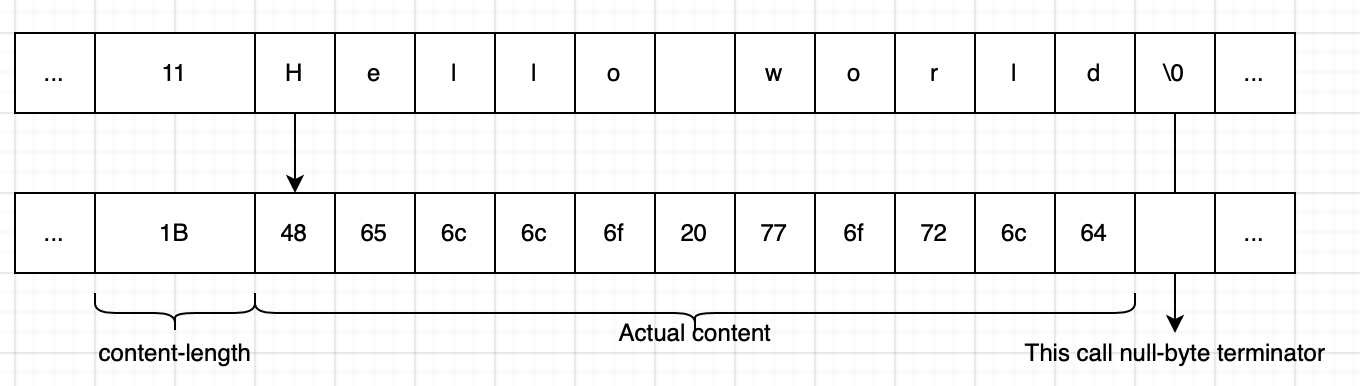 ... 11 H e l l o w o r l d \0 ...
... 1B 48 65 6c 6c 6f 20 77 6f 72 6c 64 ...
content-length
Actual content
This call null-byte terminator